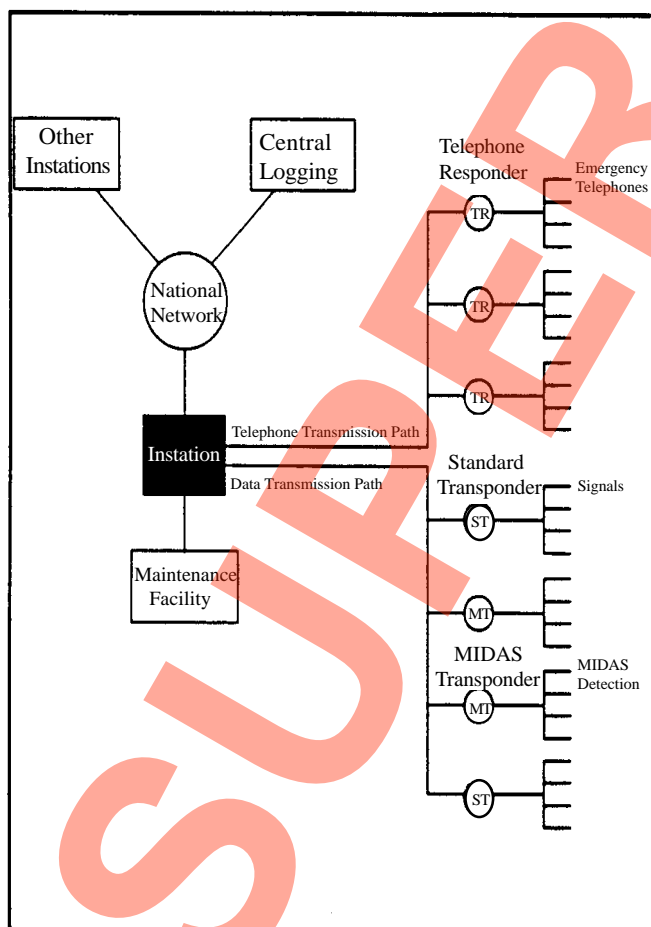 Other
Instations
Central
Logging
National
Network
Instation
Maintenance
Facility
Telephone Transmission Path
Data Transmission Path
Telephone
Responder
Emergency
Telephones
TR
TR
TR
Standard
Transponder
Signals
ST
MT
MIDAS
Transponder
MIDAS
Detection
MT
ST
SUPER